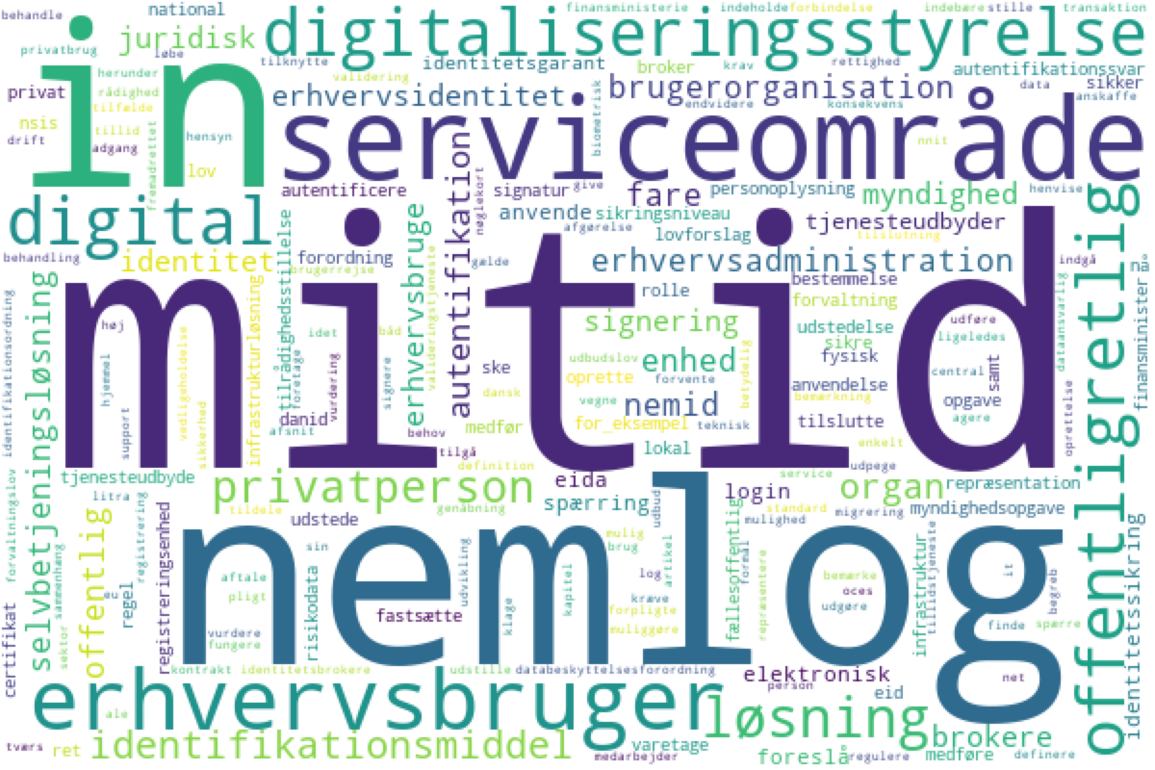 behandle
national
finansministerie
indeholde
forbindelse
indebære
stille
transaktion
juridisk
digitaliseringsstyrelse
privatbrug
løbe
tilknytte
identitetsgarant
broker
krav
rettighed
autentifikationssvar
in
herunder
validering
privat
rådighed
erhvervsidentitet
brugerorganisation
data
sikker
tilfælde
endvidere
konsekvens
anskaffe
nsis
tillid
hensyn
serviceområde
biometrisk
drift
adgang
nnit
lov
fremadrettet
autentificere
signatur
give
fare
personoplysning
myndighed
henvise
nøglekort
digital
anvende
sikringsniveau
tjenesteudbyder
afgørelse
lovforslag
tilslutning
behandling
identitet
forordning
gælde
erhvervsadministration
indgå
nå
brugerrejse
bestemmelse
mitid
rolle
forvaltning
offentligretlig
finansminister
dataansvarlig
selvbetjeningsløsning
identifikationsordning
infrastrukturløsning
tilrådighedsstillelse
erhvervsbruge
valideringstjeneste
autentifikation
høj
idet
båd
signering
udstedelse
sikre
udføre
ligeledes
hjemmel
vedligeholdelse
foretage
vurdering
signere
ske
udbudslov
enhed
fysisk
central
samt
oprette
forvente
betydelig
anvendelse
dansk
vegne
nemid
bemærkning
opgave
support
sikkerhed
danid
medfør
for_eksempel
teknisk
tilslutte
agere
oprettelse
afsnit
behov
tilgå
lokal
enkelt
definition
udpege
tjenesteudbyde
privatperson
genåbning
eida
service
login
organ
repræsentation
litra
tildele
spærring
udbud
standard
migrering
myndighedsopgave
forvaltningslov
offentlig
udstede
mulighed
nemlog
registrering
registreringsenhed
sin
mulig
brug
artikel
fællesoffentlig
formål
oces
infrastruktur
tillidstjeneste
it
begreb
identitetssikring
sammenhæng
eu
aftale
udvikling
log
bemærke
regel
pligt
risikodata
kapitel
kræve
repræsentere
udgøre
fastsætte
forpligte
klage
spærre
finde
certifikat
sektor
vurdere
fungere
muliggøre
kontrakt
identitetsbrokere
udstille
databeskyttelsesforordning
elektronisk
person
eid
net
erhvervsbruger
løsning
ale
brokere
tværs
ret
identifikationsmiddel
varetage
medarbejder
foreslå
regulere
medføre
definere